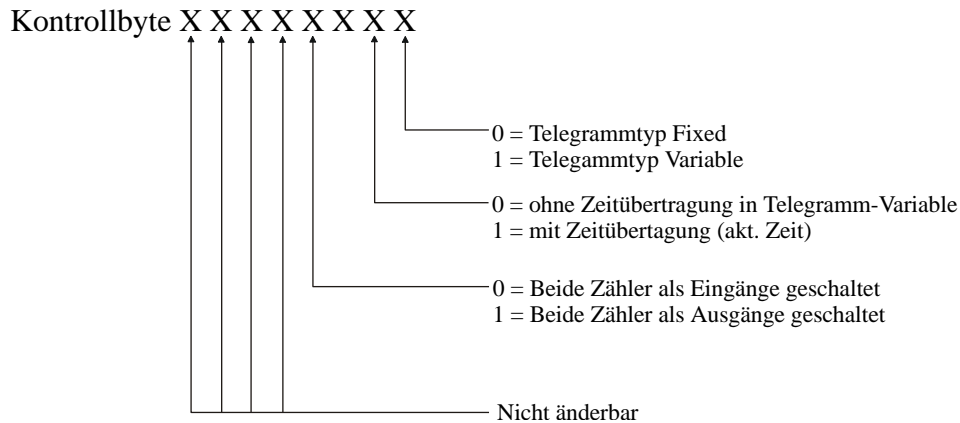 Kontrollbyte X X X X X X X X
0 = Telegrammtyp Fixed
1 = Telegammtyp Variable
0 = ohne Zeitübertragung in Telegramm-Variable
1 = mit Zeitübertagung (akt. Zeit)
0 = Beide Zähler als Eingänge geschaltet
1 = Beide Zähler als Ausgänge geschaltet
Nicht änderbar